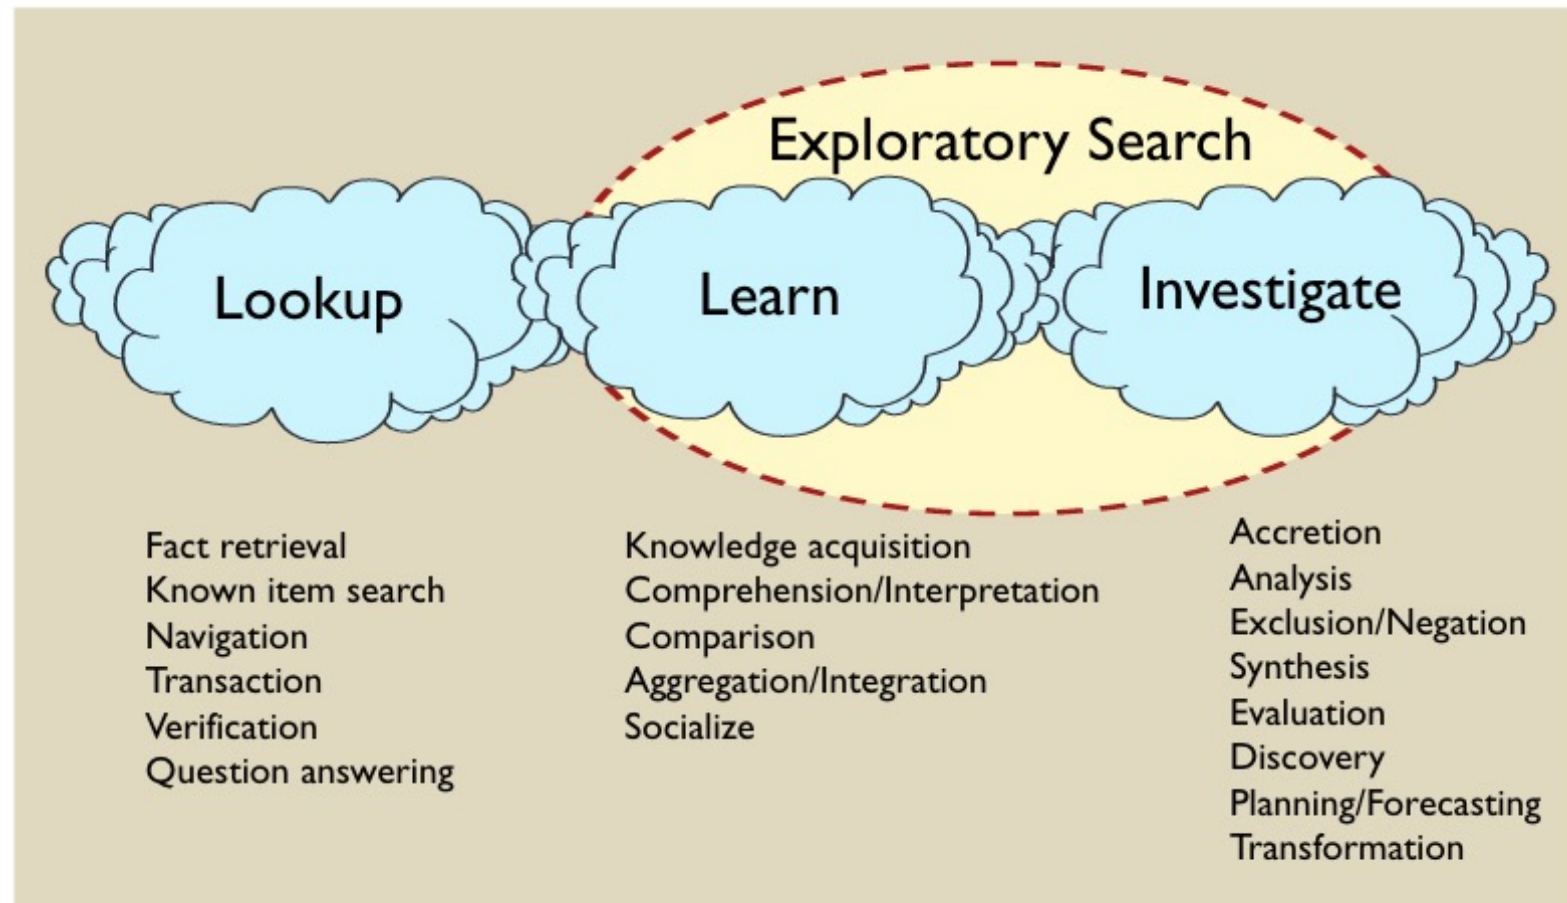 Exploratory Search
Lookup
Learn
Investigate
Fact retrieval
Known item search
Navigation
Transaction
Verification
Question answering
Knowledge acquisition
Comprehension/Interpretation
Comparison
Aggregation/Integration
Socialize
Accretion
Analysis
Exclusion/Negation
Synthesis
Evaluation
Discovery
Planning/Forecasting
Transformation